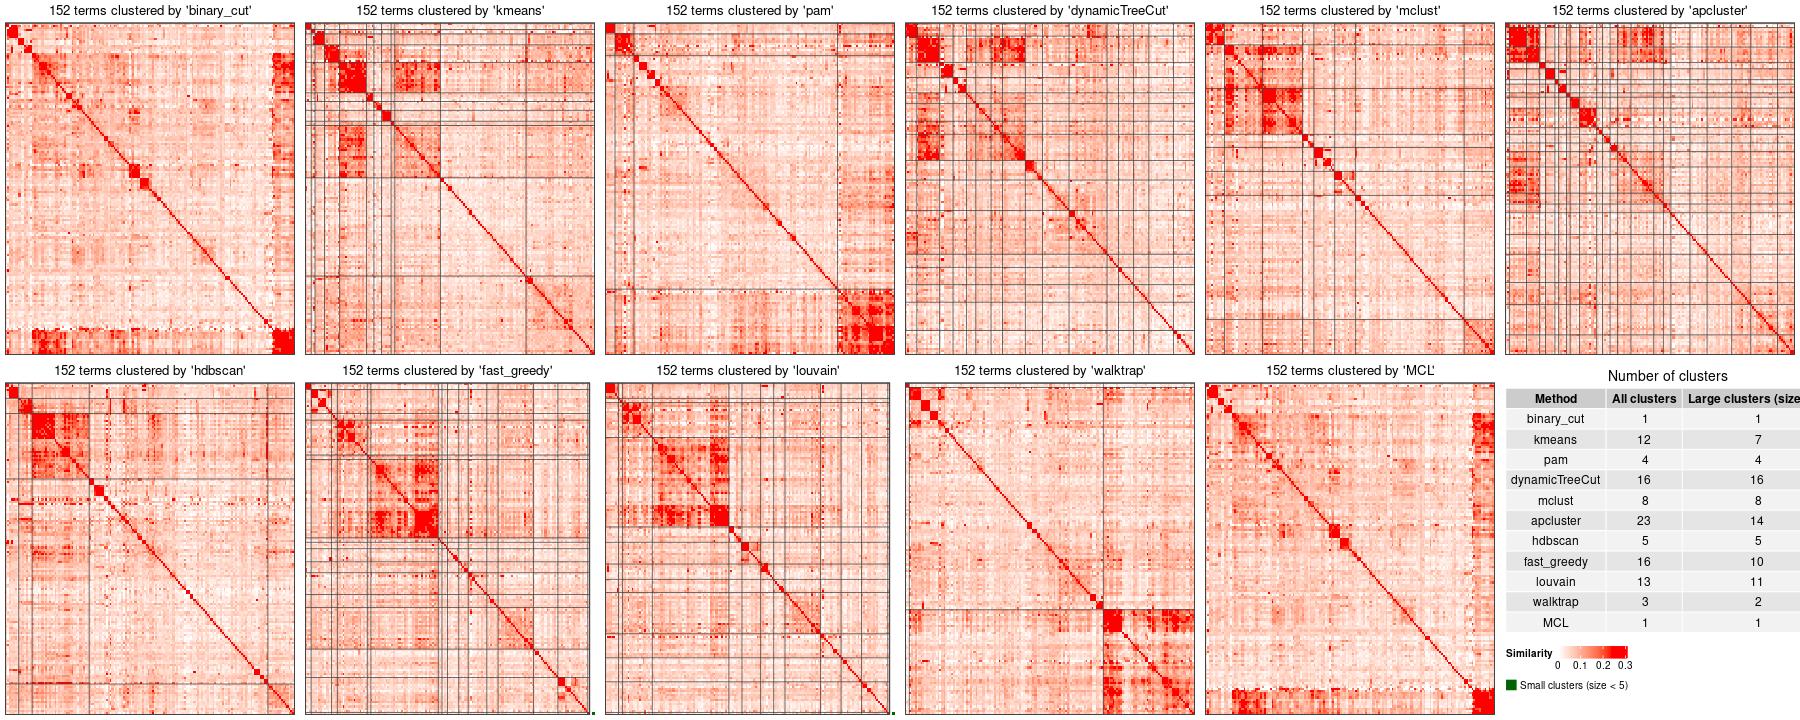 152 terms clustered by 'binary_cut'
152 terms clustered by 'kmeans'
152 terms clustered by 'pam'
152 terms clustered by 'dynamicTreeCut'
152 terms clustered by 'mclust'
152 terms clustered by 'apcluster'
152 terms clustered by 'hdbscan'
152 terms clustered by 'fast_greedy'
152 terms clustered by 'louvain'
152 terms clustered by 'walktrap'
152 terms clustered by 'MCL'
Number of clusters
Method All clusters Large clusters (size
binary_cut 1 1
kmeans 12 7
pam 4 4
dynamicTreeCut 16 16
mclust 8 8
apcluster 23 14
hdbscan 5 5
fast_greedy 16 10
louvain 13 11
walktrap 3 2
MCL 1 1
Similarity
0 0.1 0.2 0.3
Small clusters (size < 5)